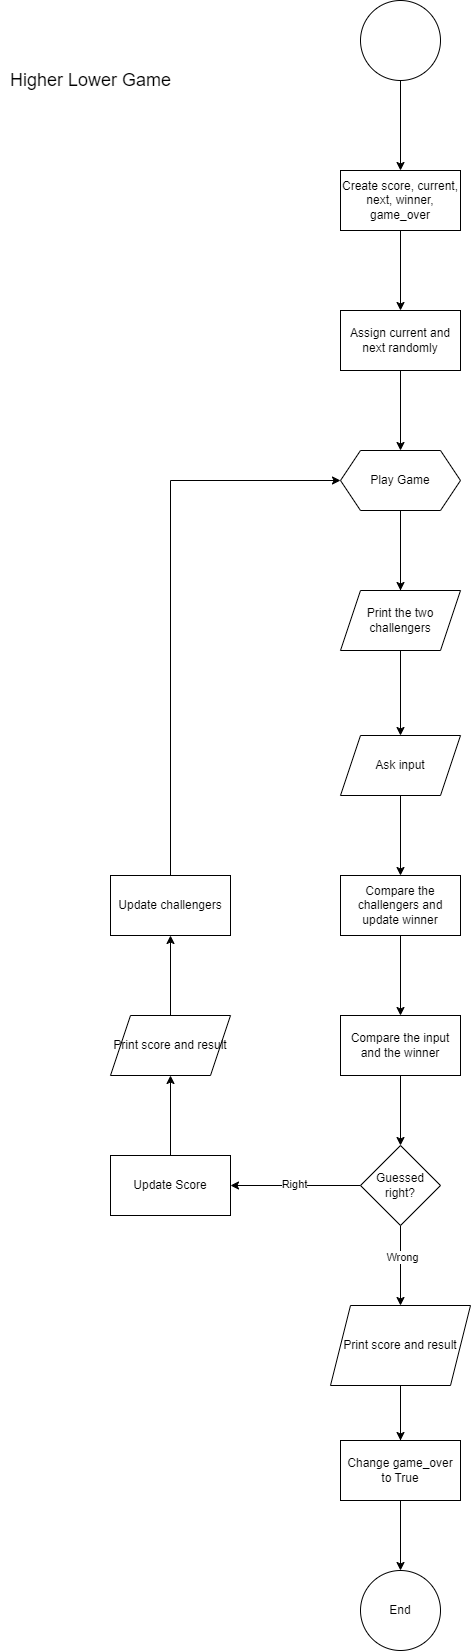 Higher Lower Game
Create score, current,
next, winner,
game_over
Assign current and
next randomly
Play Game
Print the two
challengers
Ask input
Compare the
challengers and
update winner
Update challengers
Compare the input
and the winner
Print score and result
Guessed
right?
Right
Update Score
Wrong
Print score and result
Change game_over
to True
End